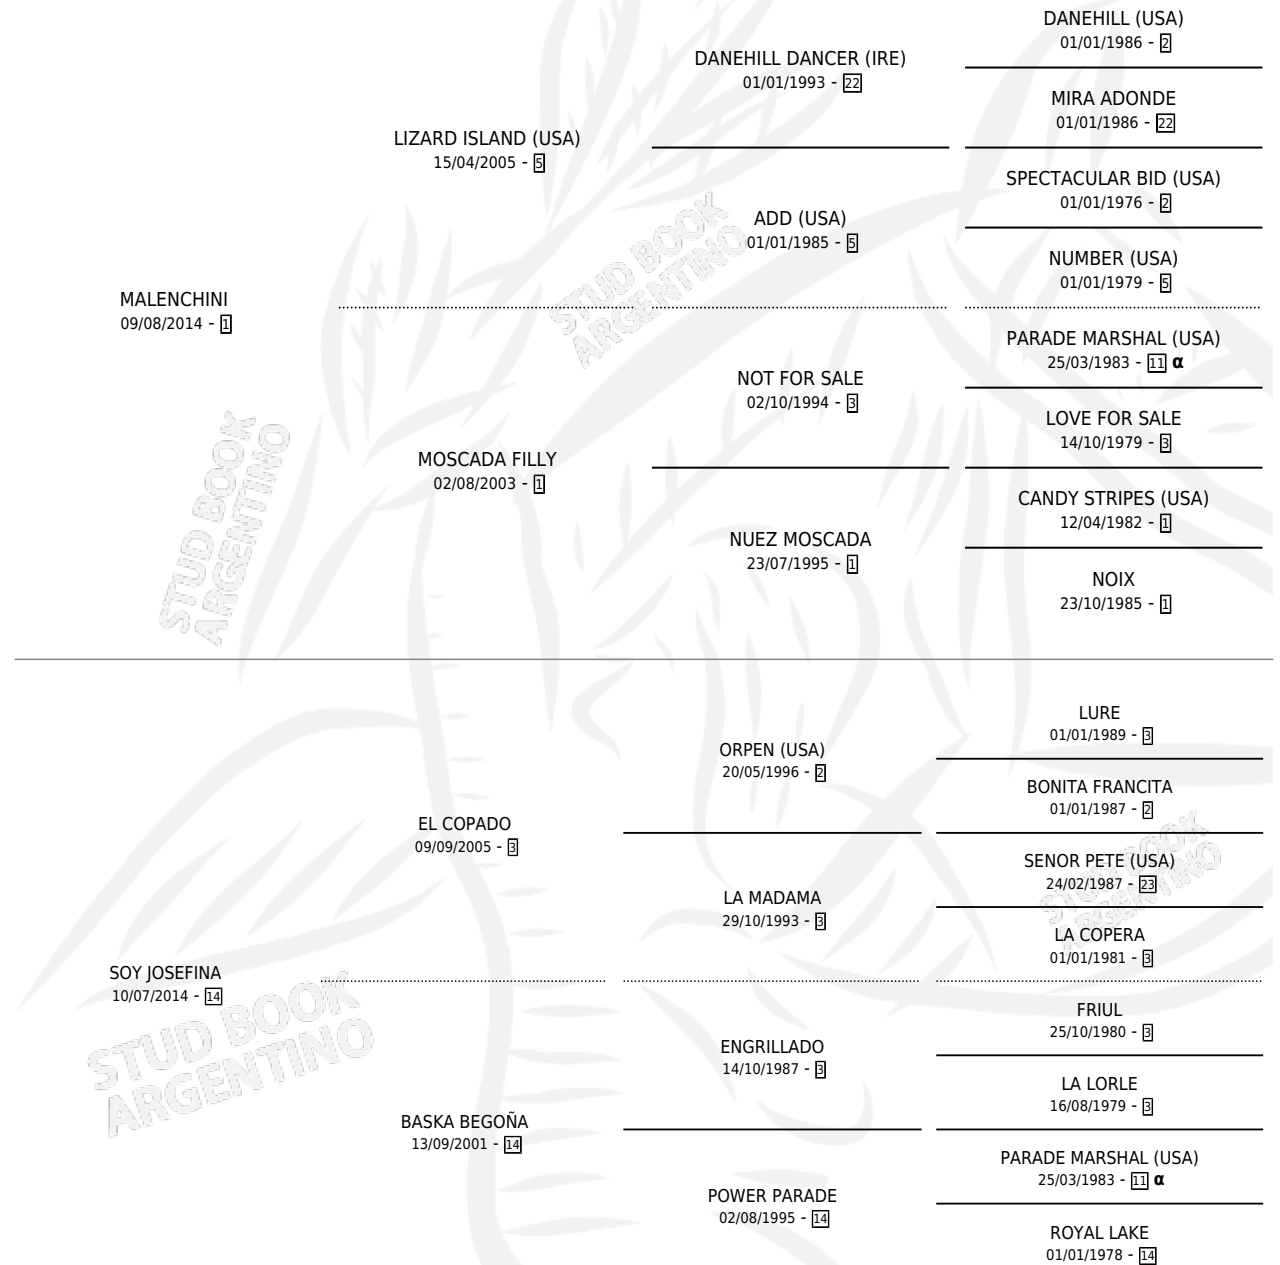 DANEHILL (USA)
01/01/1986 - 2
DANEHILL DANCER (IRE)
01/01/1993 - 22
MIRA ADONDE
01/01/1986 - 22
LIZARD ISLAND (USA)
15/04/2005 - 5
SPECTACULAR BID (USA)
01/01/1976 - 2
ADD (USA)
01/01/1985 - 5
NUMBER (USA)
01/01/1979 - 5
MALENCHINI
09/08/2014 - 1
PARADE MARSHAL (USA)
25/03/1983 - 11 α
NOT FOR SALE
02/10/1994 - 3
LOVE FOR SALE
14/10/1979 - 3
MOSCADA FILLY
02/08/2003 - 1
CANDY STRIPES (USA)
12/04/1982 - 1
NUEZ MOSCADA
23/07/1995 - 1
NOIX
23/10/1985 - 1
LURE
01/01/1989 - 3
ORPEN (USA)
20/05/1996 - 2
BONITA FRANCITA
01/01/1987 - 2
EL COPADO
09/09/2005 - 3
SENOR PETE (USA)
24/02/1987 - 23
LA MADAMA
29/10/1993 - 3
LA COPERA
01/01/1981 - 3
SOY JOSEFINA
10/07/2014 - 14
FRIUL
25/10/1980 - 3
ENGRILLADO
14/10/1987 - 3
LA LORLE
16/08/1979 - 3
BASKA BEGOÑA
13/09/2001 - 14
PARADE MARSHAL (USA)
25/03/1983 - 11 α
POWER PARADE
02/08/1995 - 14
ROYAL LAKE
01/01/1978 - 14
STUD BOOK
ARGENTINO
STUD BOOK
ARGENTINO
STUD BOOK
ARGENTINO
STUD BOOK
ARGENTINO